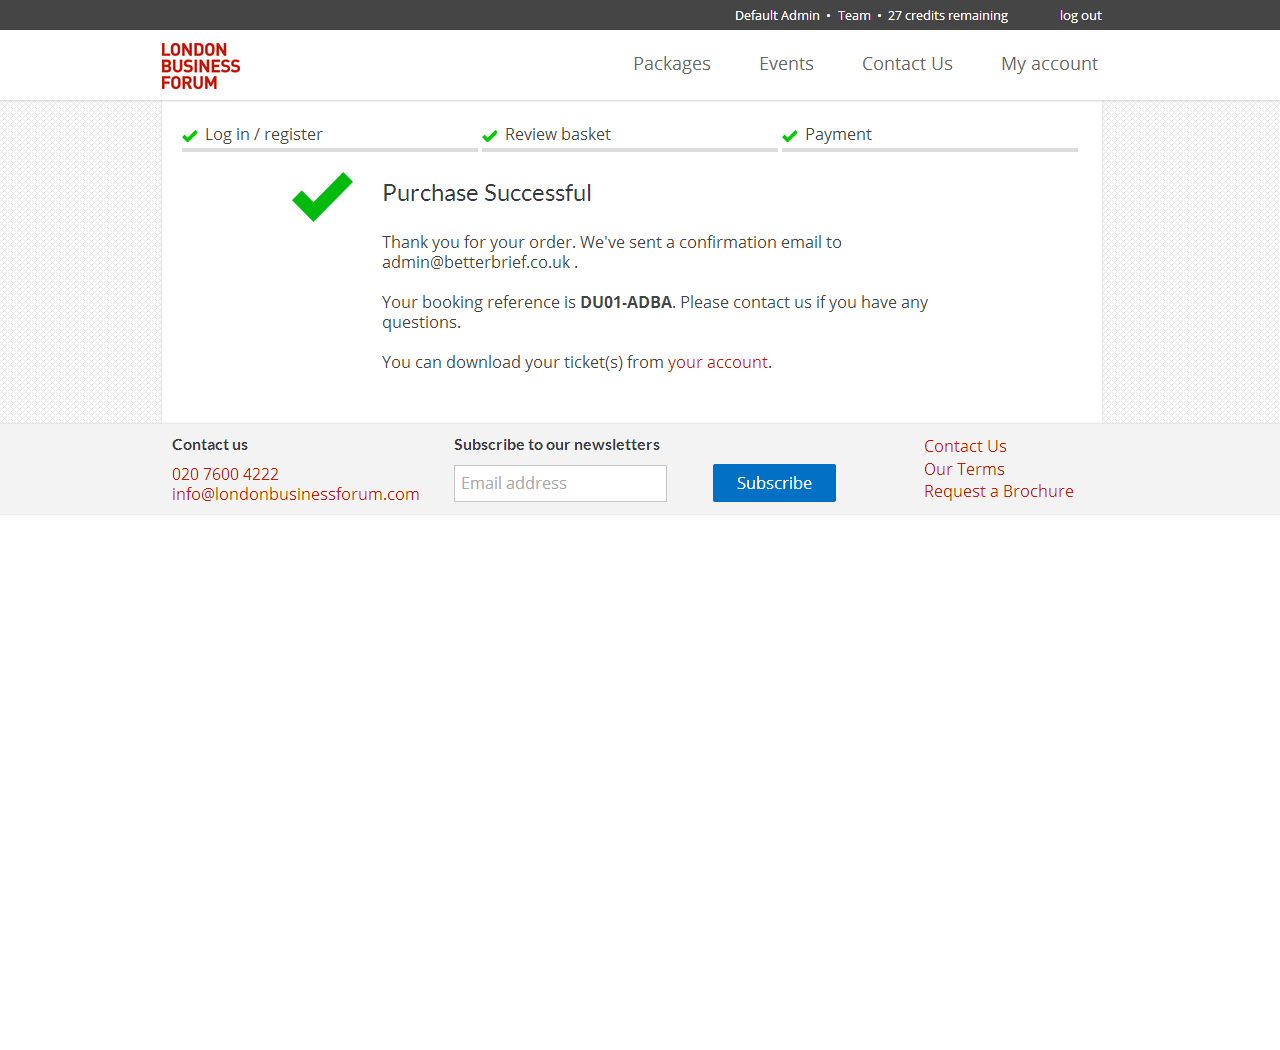 Default Admin • Team • 27 credits remaining log out
LONDON
BUSINESS
FORUM
Packages Events Contact Us My account
Log in / register Review basket Payment
Purchase Successful
Thank you for your order. We've sent a confirmation email to
admin@betterbrief.co.uk .
Your booking reference is DU01-ADBA. Please contact us if you have any
questions.
You can download your ticket(s) from your account.
Contact us
020 7600 4222
info@londonbusinessforum.com
Subscribe to our newsletters
Email address Subscribe
Contact Us
Our Terms
Request a Brochure